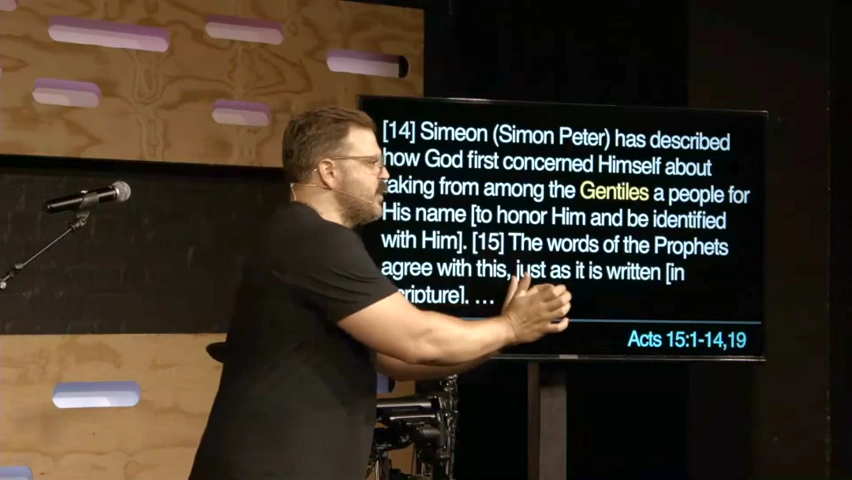 [14] Simeon (Simon Peter) has described
how God first concerned Himself about
taking from among the Gentiles a people for
His name [to honor Him and be identified
with Him]. [15] The words of the Prophets
agree with this, just as it is written [in
scripture]. …
Acts 15:1-14,19